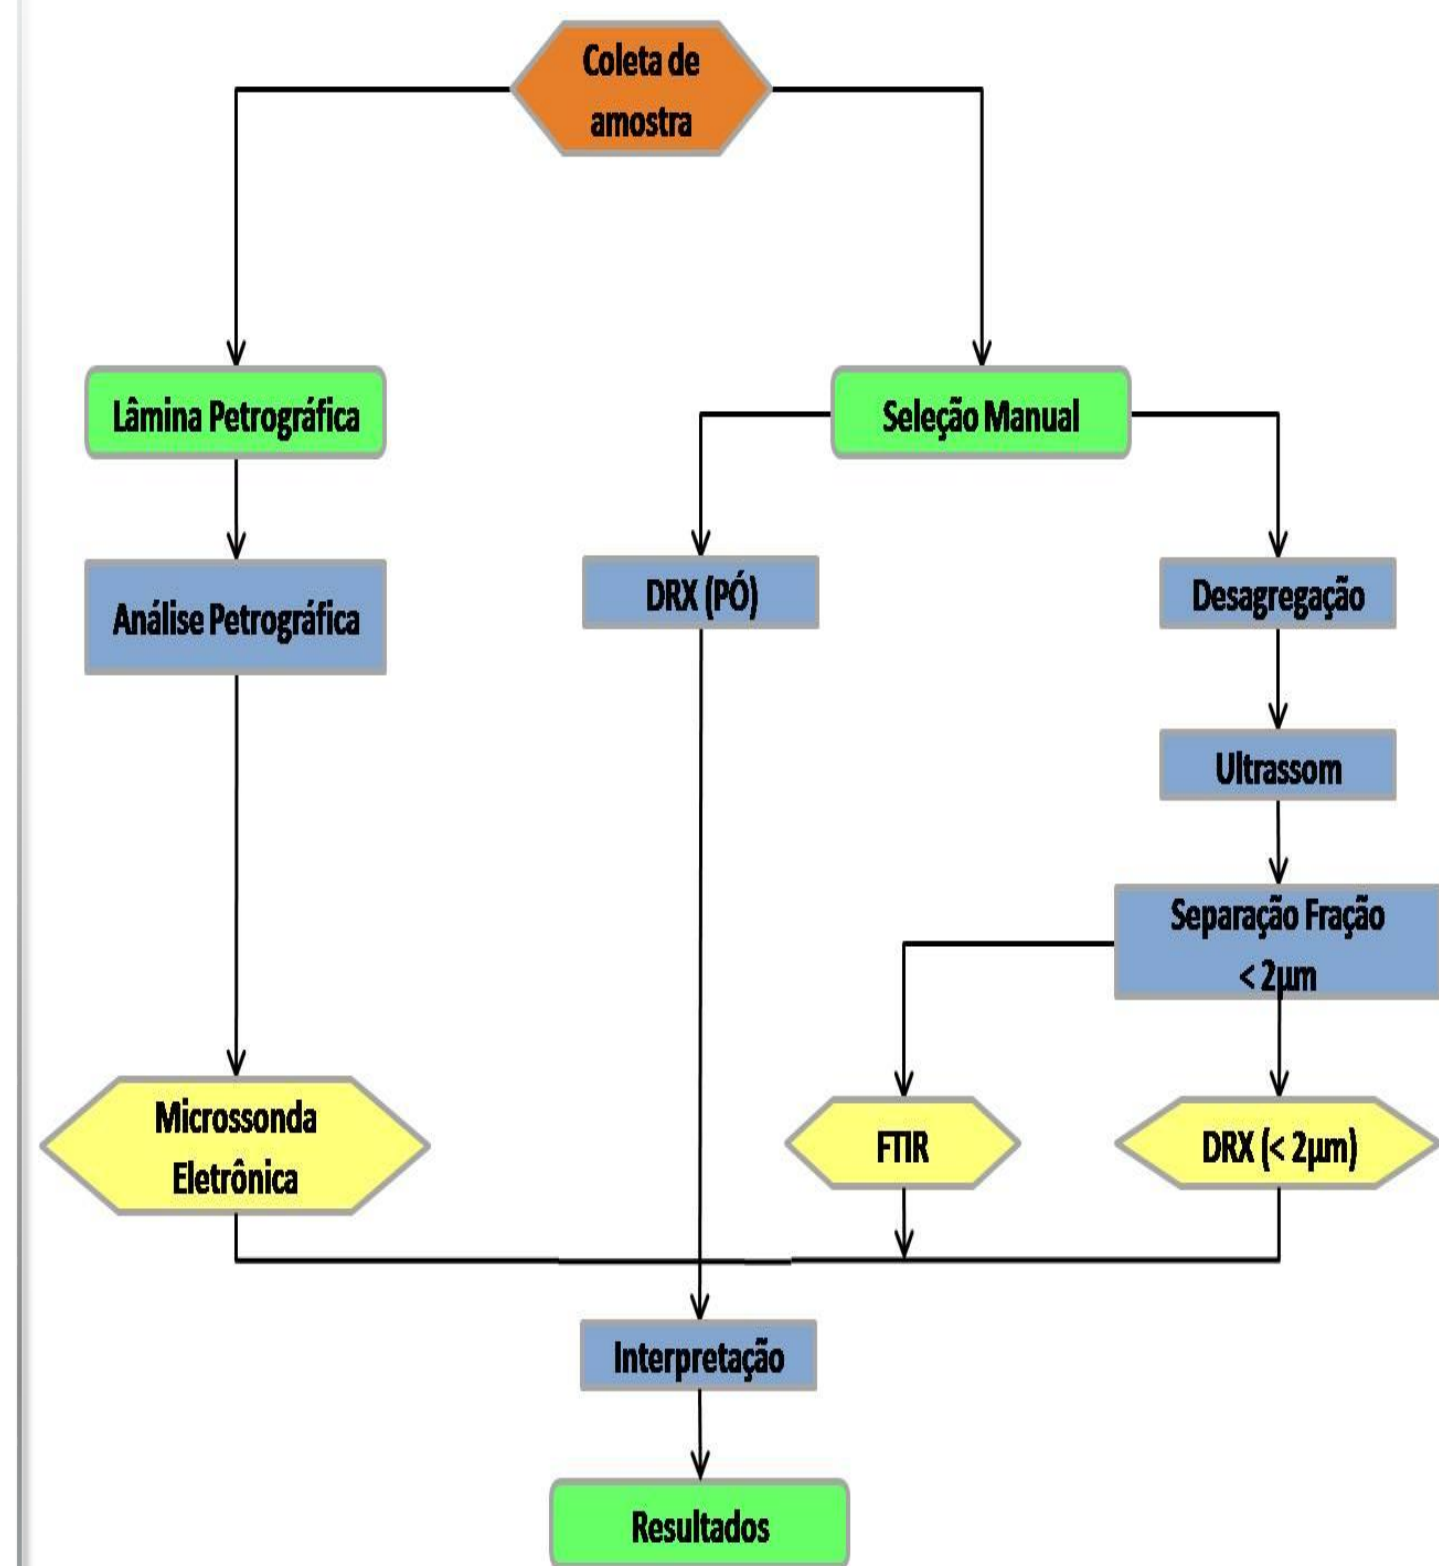 Coleta de
amostra
Lâmina Petrográfica
Seleção Manual
Análise Petrográfica
DRX (PÓ)
Desagregação
Ultrassom
Separação Fração
< 2µm
Microssonda
Eletrônica
FTIR
DRX (< 2µm)
Interpretação
Resultados